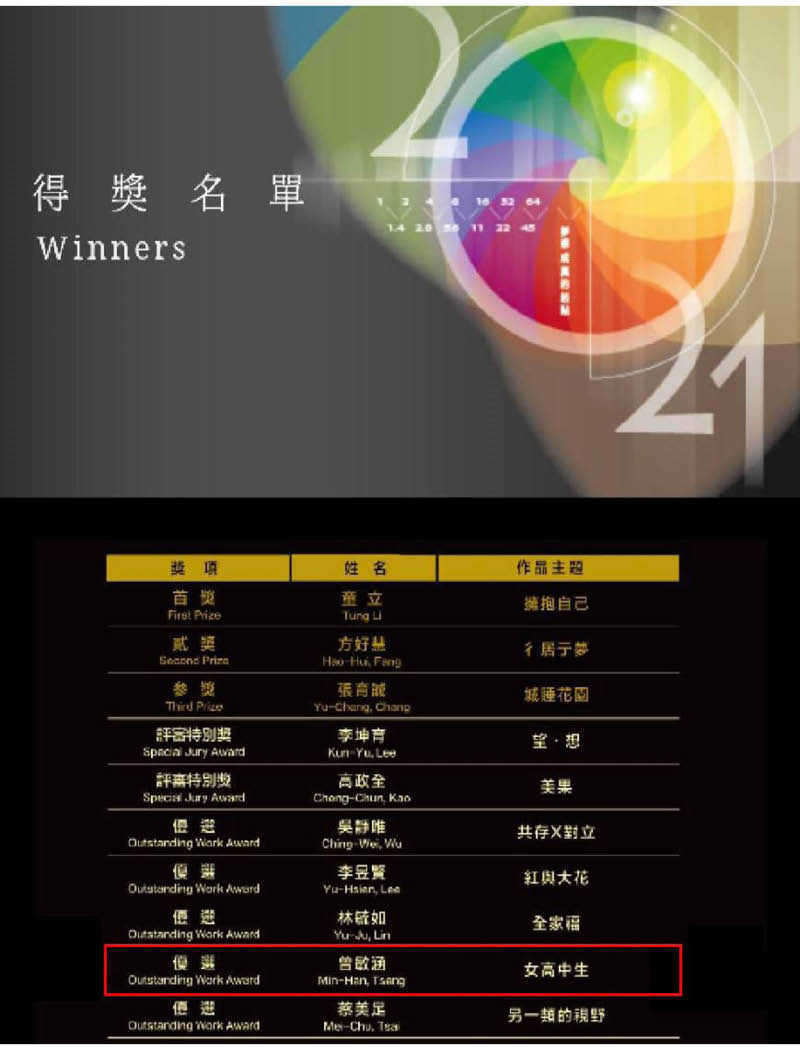 得獎名單
Winners
2
1 2 4 8 16 32 64
1.4 2.8 5.6 11 22 45
21
獎項 姓名 作品主題
首獎 童立 擁抱自己
First Prize Tung Li
貳獎 方好慧 彳居亍夢
Second Prize Hao-Hui, Fang
參獎 張育誠 城睡花園
Third Prize Yu-Cheng, Chang
評審特別獎 李坤育 望·想
Special Jury Award Kun-Yu, Lee
評審特別獎 高政全 美果
Special Jury Award Cheng-Chun, Kao
優選 吳靜唯 共存X對立
Outstanding Work Award Ching-Wei, Wu
優選 李昱賢 紅與大花
Outstanding Work Award Yu-Hsien, Lee
優選 林毓如 全家福
Outstanding Work Award Yu-Ju, Lin
優選 曾敏涵 女高中生
Outstanding Work Award Min-Han, Tseng
優選 蔡美足 另一類的視野
Outstanding Work Award Mei-Chu, Tsai